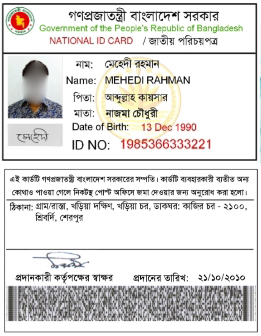 গণপ্রজাতন্ত্রী বাংলাদেশ সরকার
Government of the People's Republic of Bangladesh
NATIONAL ID CARD / জাতীয় পরিচয়পত্র
নাম: মেহেদী রহমান
Name: MEHEDI RAHMAN
পিতা: আব্দুল্লাহ কায়সার
মাতা: নাজমা চৌধুরী
Date of Birth: 13 Dec 1990
মেহেদী
ID NO: 1985366333221
এই কার্ডটি গণপ্রজাতন্ত্রী বাংলাদেশ সরকারের সম্পত্তি। কার্ডটি ব্যবহারকারী ব্যতীত অন্য
কোথাও পাওয়া গেলে নিকটস্থ পোস্ট অফিসে জমা দেওয়ার জন্য অনুরোধ করা হলো।
ঠিকানা: গ্রাম/রাস্তা, খড়িয়া দক্ষিণ, খড়িয়া চর, ডাকঘর: কাজির চর - ২১০০,
শ্রিবর্দি, শেরপুর
প্রদানকারী কর্তৃপক্ষের স্বাক্ষর প্রদানের তারিখ: ২১/১০/২০১০